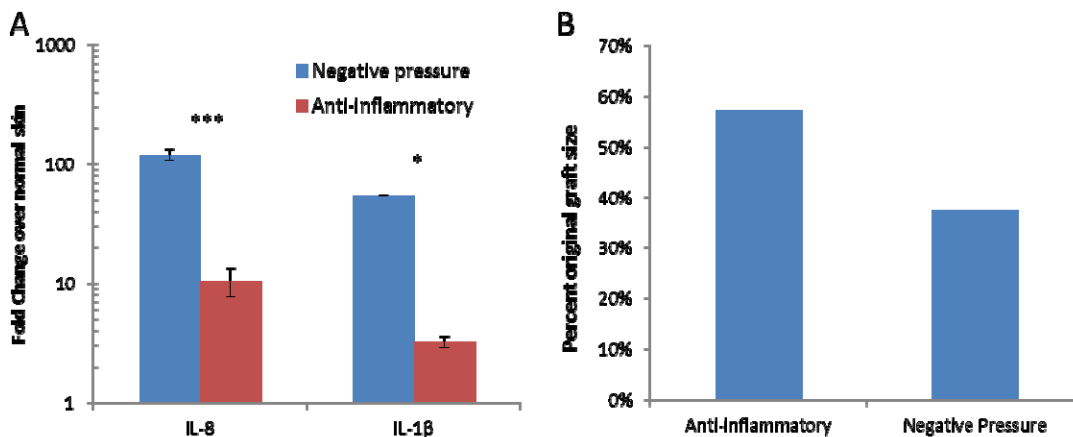 A
Fold Change over normal skin
1000
100
10
1
Negative pressure
Anti-inflammatory
***
*
IL-8
IL-1β
B
Percent original graft size
70%
60%
50%
40%
30%
20%
10%
0%
Anti-inflammatory
Negative Pressure